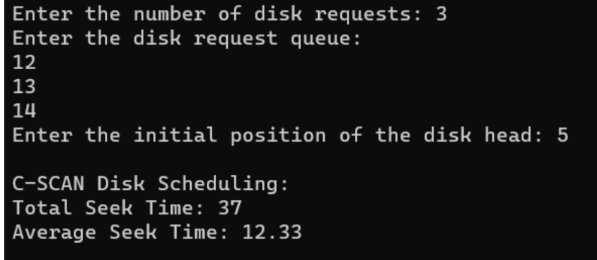 Enter the number of disk requests: 3
Enter the disk request queue:
12
13
14
Enter the initial position of the disk head: 5
C-SCAN Disk Scheduling:
Total Seek Time: 37
Average Seek Time: 12.33